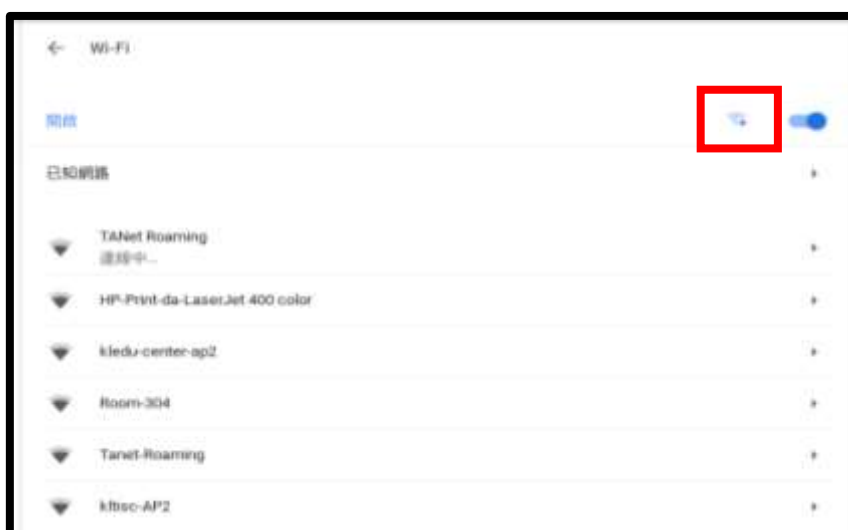 Wi-Fi
開啟
已知網路
TANet Roaming
連線中...
HP-Print-da-LaserJet 400 color
kledu-center-ap2
Room-304
Tanet-Roaming
kltisc-AP2